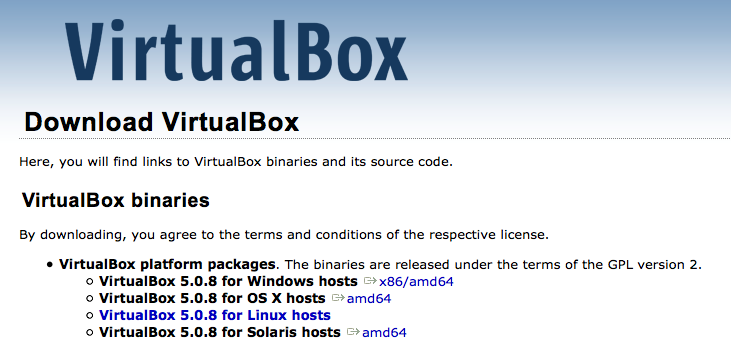 VirtualBox
Download VirtualBox
Here, you will find links to VirtualBox binaries and its source code.
VirtualBox binaries
By downloading, you agree to the terms and conditions of the respective license.
VirtualBox platform packages. The binaries are released under the terms of the GPL version 2.
VirtualBox 5.0.8 for Windows hosts x86/amd64
VirtualBox 5.0.8 for OS X hosts amd64
VirtualBox 5.0.8 for Linux hosts
VirtualBox 5.0.8 for Solaris hosts amd64